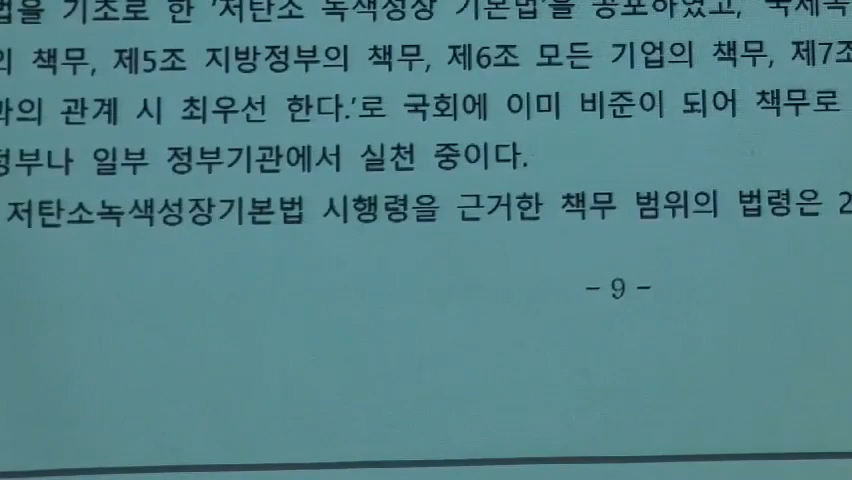 법을 기초로 한 '저탄소 녹색성장 기본법'을 공포하였고, 국제
의 책무, 제5조 지방정부의 책무, 제6조 모든 기업의 책무, 제7조
과의 관계 시 최우선 한다.'로 국회에 이미 비준이 되어 책무로
정부나 일부 정부기관에서 실천 중이다.
저탄소녹색성장기본법 시행령을 근거한 책무 범위의 법령은 2
- 9 -